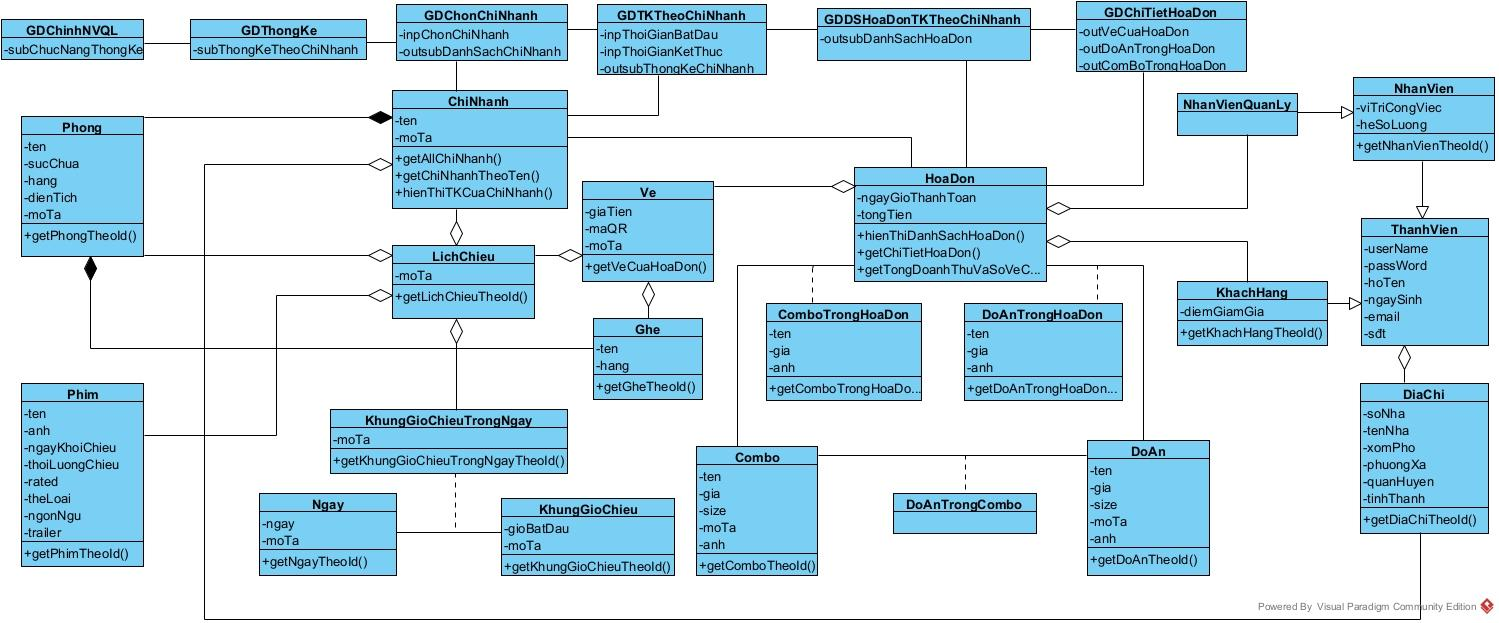 GDChinhNVQL
-subChucNangThongKe
GDThongKe
-subThongKeTheoChiNhanh
GDChonChiNhanh
-inpChonChiNhanh
-outsubDanhSachChiNhanh
GDTKTheoChiNhanh
-inpThoiGianBatDau
-inpThoiGianKetThuc
-outsubThongKeChiNhanh
GDDSHoaDonTKTheoChiNhanh
-outsubDanhSachHoaDon
GDChiTietHoaDon
-outVeCuaHoaDon
-outDoAnTrongHoaDon
-outComBoTrongHoaDon
Phong
-ten
-sucChua
-hang
-dienTich
-moTa
+getPhongTheoId()
ChiNhanh
-ten
-moTa
+getAllChiNhanh()
+getChiNhanhTheoTen()
+hienThiTKCuaChiNhanh()
NhanVienQuanLy
NhanVien
-viTriCongViec
-heSoLuong
+getNhanVienTheoId()
Ve
-giaTien
-maQR
-moTa
+getVeCuaHoaDon()
HoaDon
-ngayGioThanhToan
-tongTien
+hienThiDanhSachHoaDon()
+getChiTietHoaDon()
+getTongDoanhThuVaSoVeC...
ThanhVien
-userName
-passWord
-hoTen
-ngaySinh
-email
-sđt
LichChieu
-moTa
+getLichChieuTheoId()
KhachHang
-diemGiamGia
+getKhachHangTheoId()
Ghe
-ten
-hang
+getGheTheoId()
ComboTrongHoaDon
-ten
-gia
-anh
+getComboTrongHoaDo...
DoAnTrongHoaDon
-ten
-gia
-anh
+getDoAnTrongHoaDon...
Phim
-ten
-anh
-ngayKhoiChieu
-thoiLuongChieu
-rated
-theLoai
-ngonNgu
-trailer
+getPhimTheoId()
KhungGioChieuTrongNgay
-moTa
+getKhungGioChieuTrongNgayTheoId()
DiaChi
-soNha
-tenNha
-xomPho
-phuongXa
-quanHuyen
-tinhThanh
+getDiaChiTheoId()
Ngay
-ngay
-moTa
+getNgayTheoId()
KhungGioChieu
-gioBatDau
-moTa
+getKhungGioChieuTheoId()
Combo
-ten
-gia
-size
-moTa
-anh
+getComboTheoId()
DoAnTrongCombo
DoAn
-ten
-gia
-size
-moTa
-anh
+getDoAnTheoId()
Powered By Visual Paradigm Community Edition